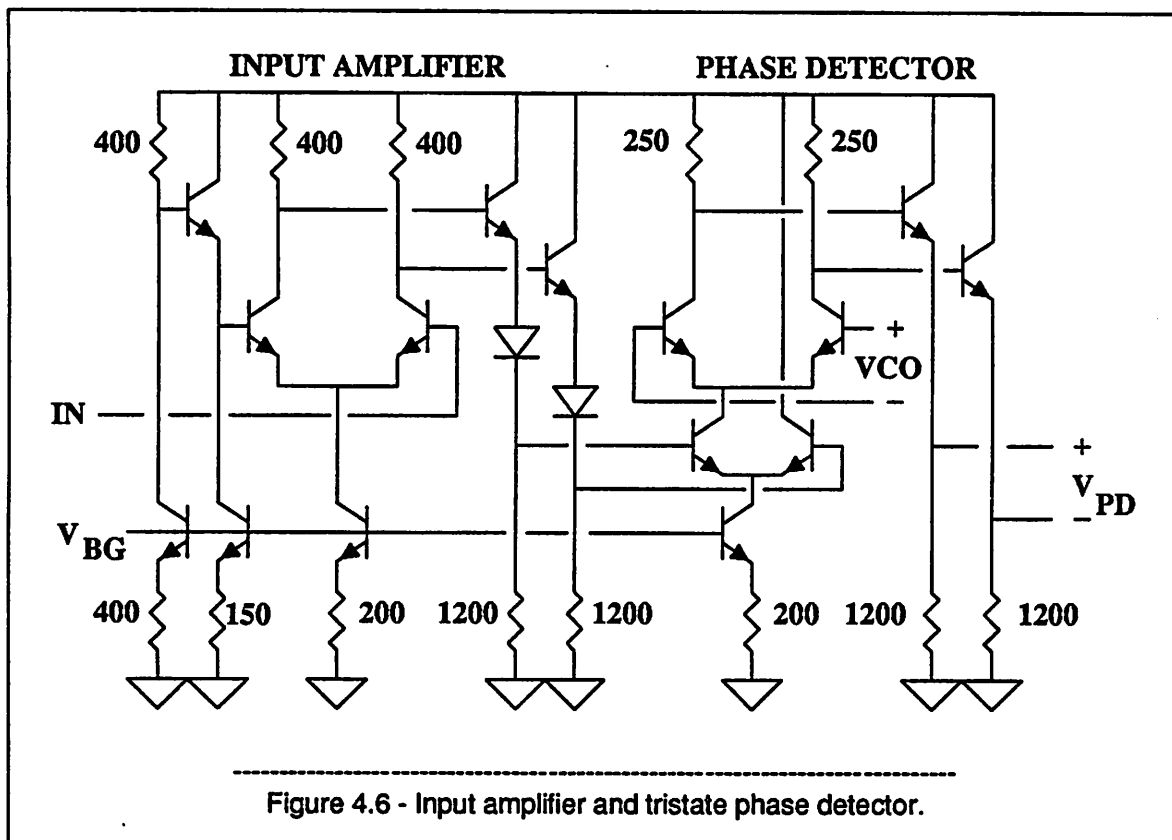 INPUT AMPLIFIER PHASE DETECTOR
400 400 400 250 250
+
VCO
IN −
+
V PD
V BG −
400 150 200 1200 1200 200 1200 1200
Figure 4.6 - Input amplifier and tristate phase detector.